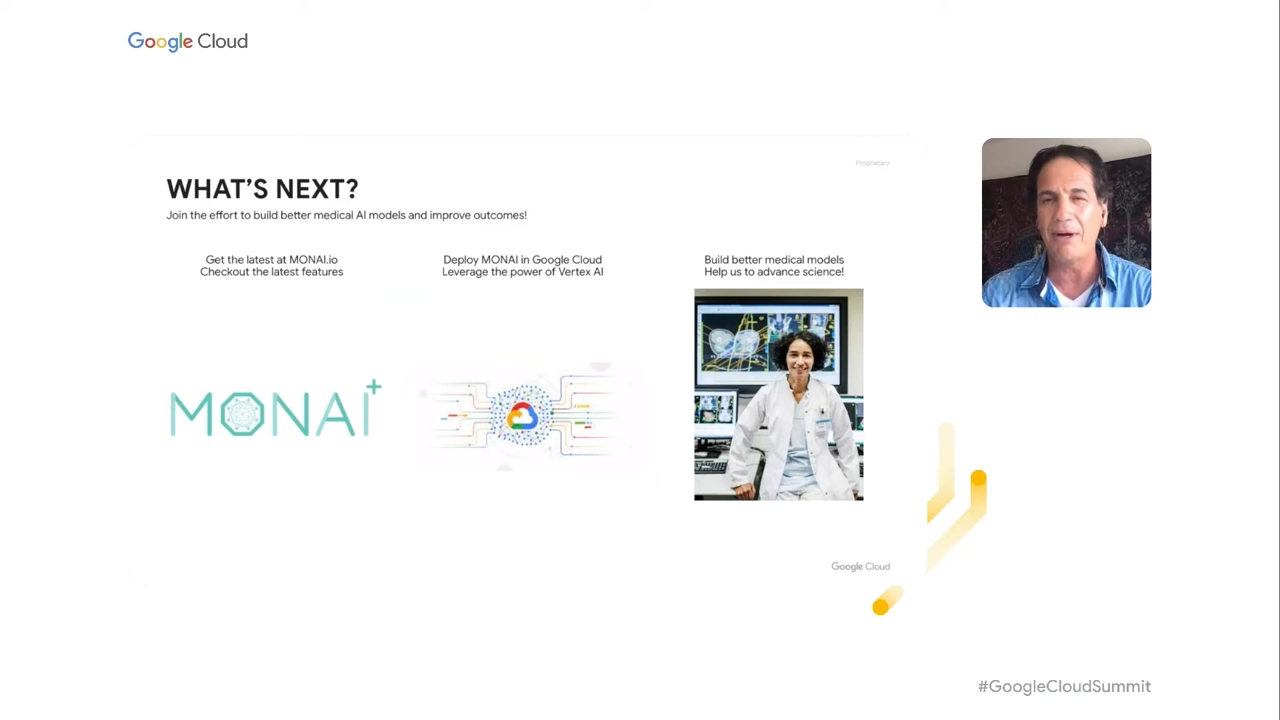 Google Cloud
Proprietary
WHAT'S NEXT?
Join the effort to build better medical AI models and improve outcomes!
Get the latest at MONAI.io
Checkout the latest features
Deploy MONAI in Google Cloud
Leverage the power of Vertex AI
Build better medical models
Help us to advance science!
MONAI+
Google Cloud
#GoogleCloudSummit